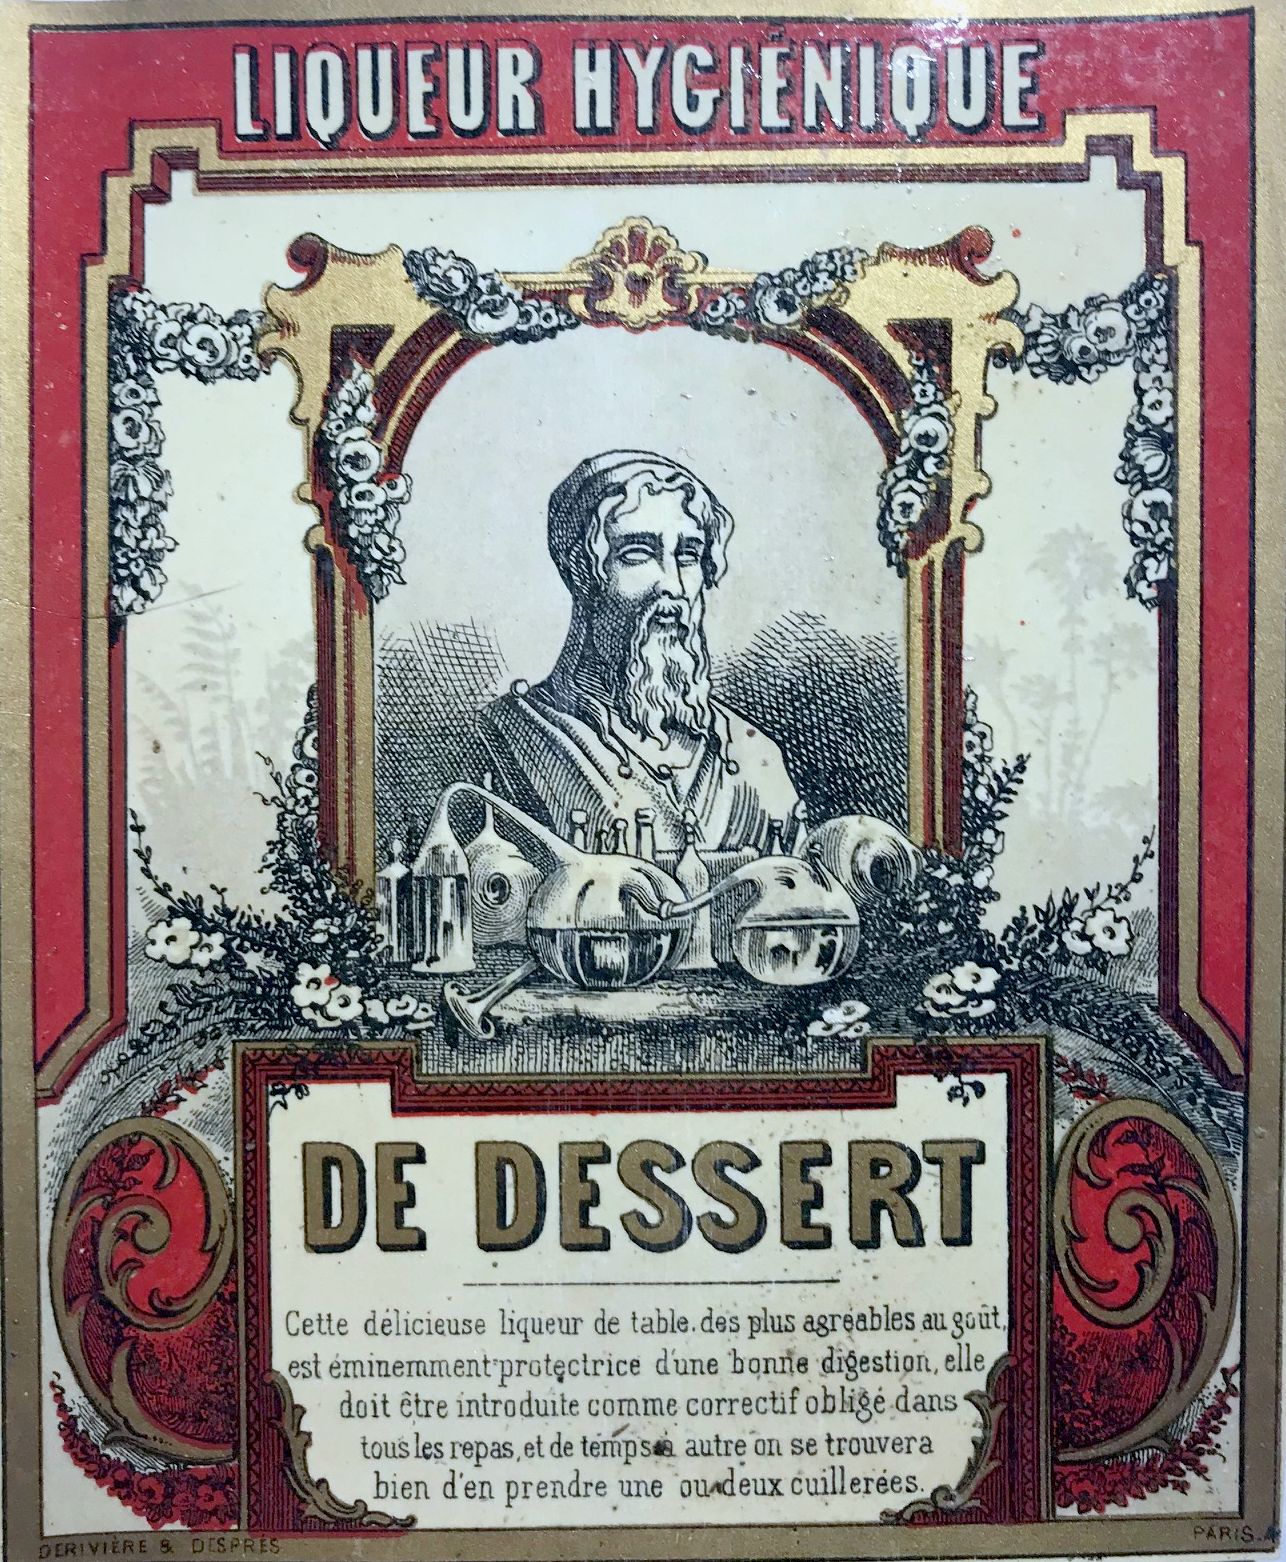 LIQUEUR HYGIÉNIQUE
DE DESSERT
Cette délicieuse liqueur de table, des plus agreables au goût,
est éminemment protectrice d'une bonne digestion, elle
doit être introduite comme correctif obligé dans
tous les repas, et de temps à autre on se trouvera
bien d'en prendre une ou deux cuillerées.
DERIVIÈRE & DESPRES
PARIS.